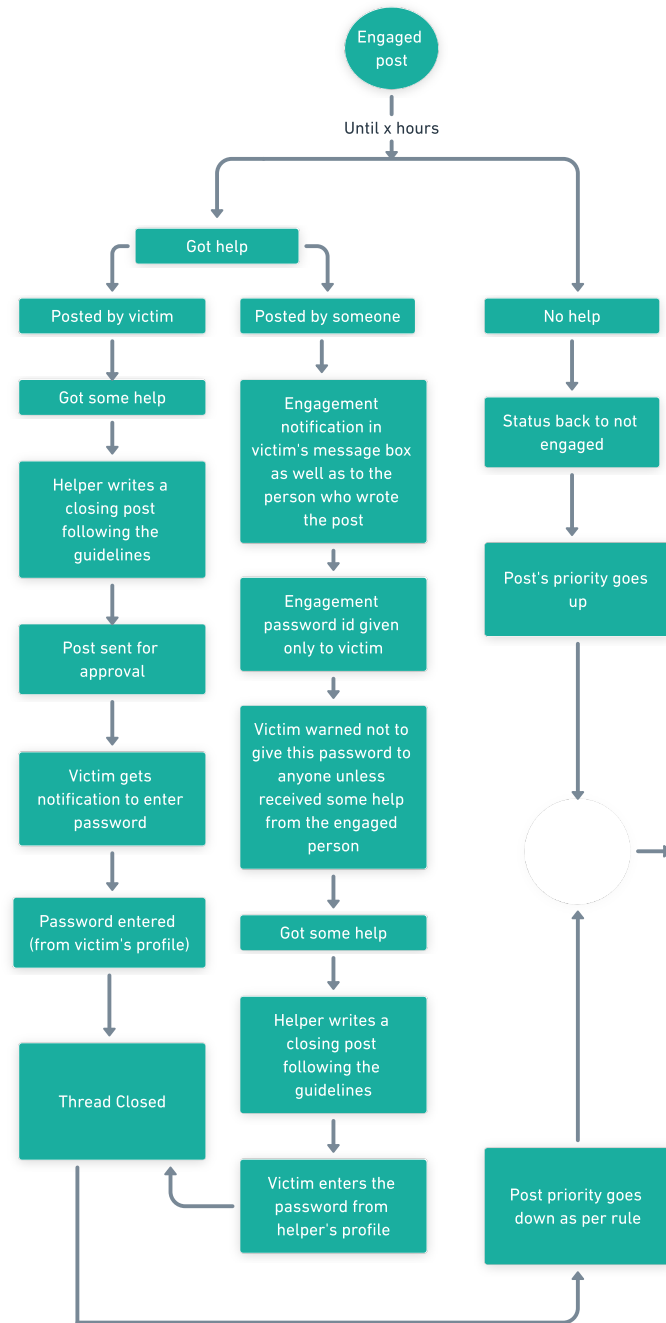 Engaged
post
Until x hours
Got help
Posted by victim
Posted by someone
No help
Got some help
Engagement
notification in
victim's message box
as well as to the
person who wrote
the post
Status back to not
engaged
Helper writes a
closing post
following the
guidelines
Engagement
password id given
only to victim
Post's priority goes
up
Post sent for
approval
Victim warned not to
give this password to
anyone unless
received some help
from the engaged
person
Victim gets
notification to enter
password
Password entered
(from victim's profile)
Got some help
Helper writes a
closing post
following the
guidelines
Thread Closed
Victim enters the
password from
helper's profile
Post priority goes
down as per rule